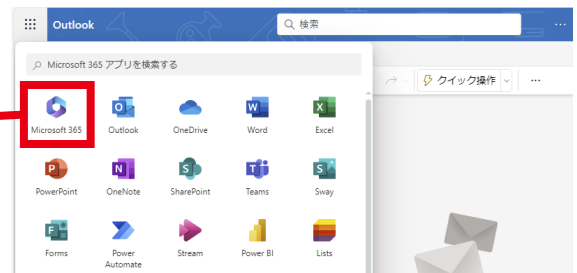 Outlook
検索
Microsoft 365 アプリを検索する
クイック操作
Microsoft 365
Outlook
OneDrive
Word
Excel
PowerPoint
OneNote
SharePoint
Teams
Sway
Forms
Power
Automate
Stream
Power BI
Lists